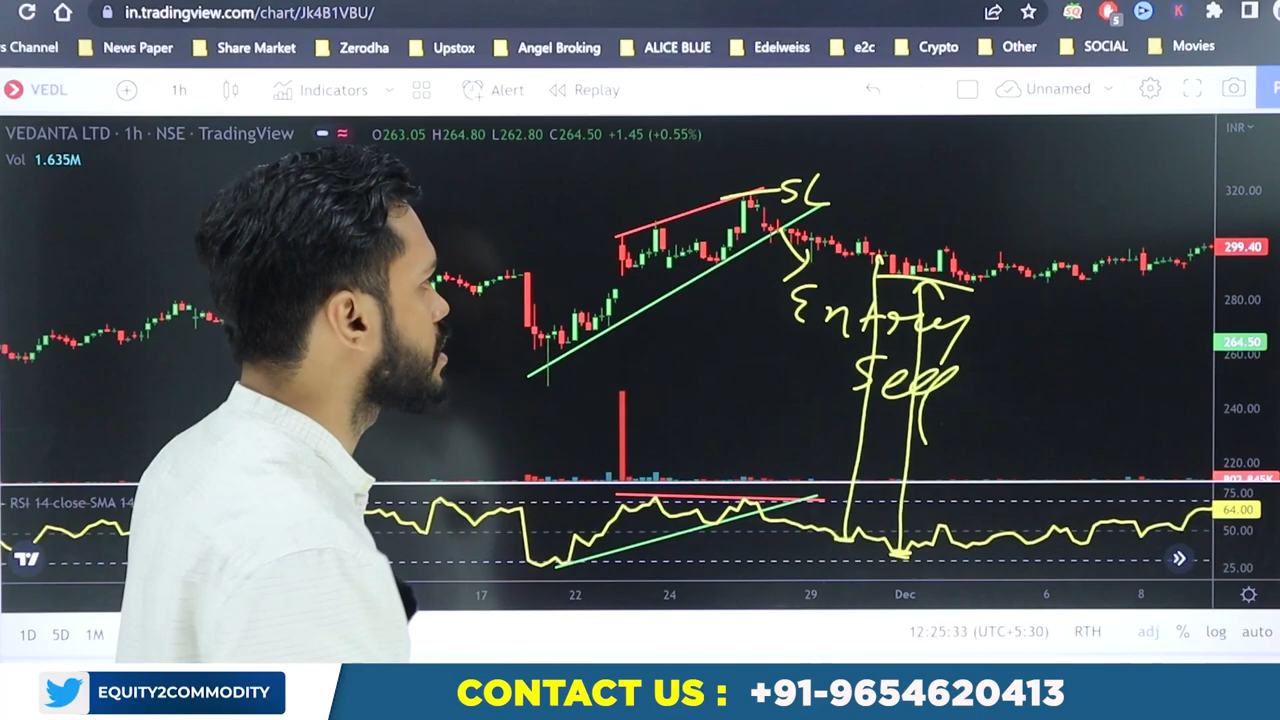 in.tradingview.com/chart/Jk4B1VBU/
s Channel News Paper Share Market Zerodha Upstox Angel Broking ALICE BLUE Edelweiss e2c Crypto Other SOCIAL Movies
VEDL 1h Indicators Alert Replay Unnamed
VEDANTA LTD · 1h · NSE · TradingView O263.05 H264.80 L262.80 C264.50 +1.45 (+0.55%) INR
Vol 1.635M
SL
320.00
299.40
Entry
280.00
264.50
260.00
Sell
240.00
220.00
802.845K
RSI 14 close SMA 14 75.00
64.00
50.00
25.00
17 22 24 29 Dec 6 8
1D 5D 1M 12:25:33 (UTC+5:30) RTH adj % log auto
EQUITY2COMMODITY CONTACT US : +91-9654620413